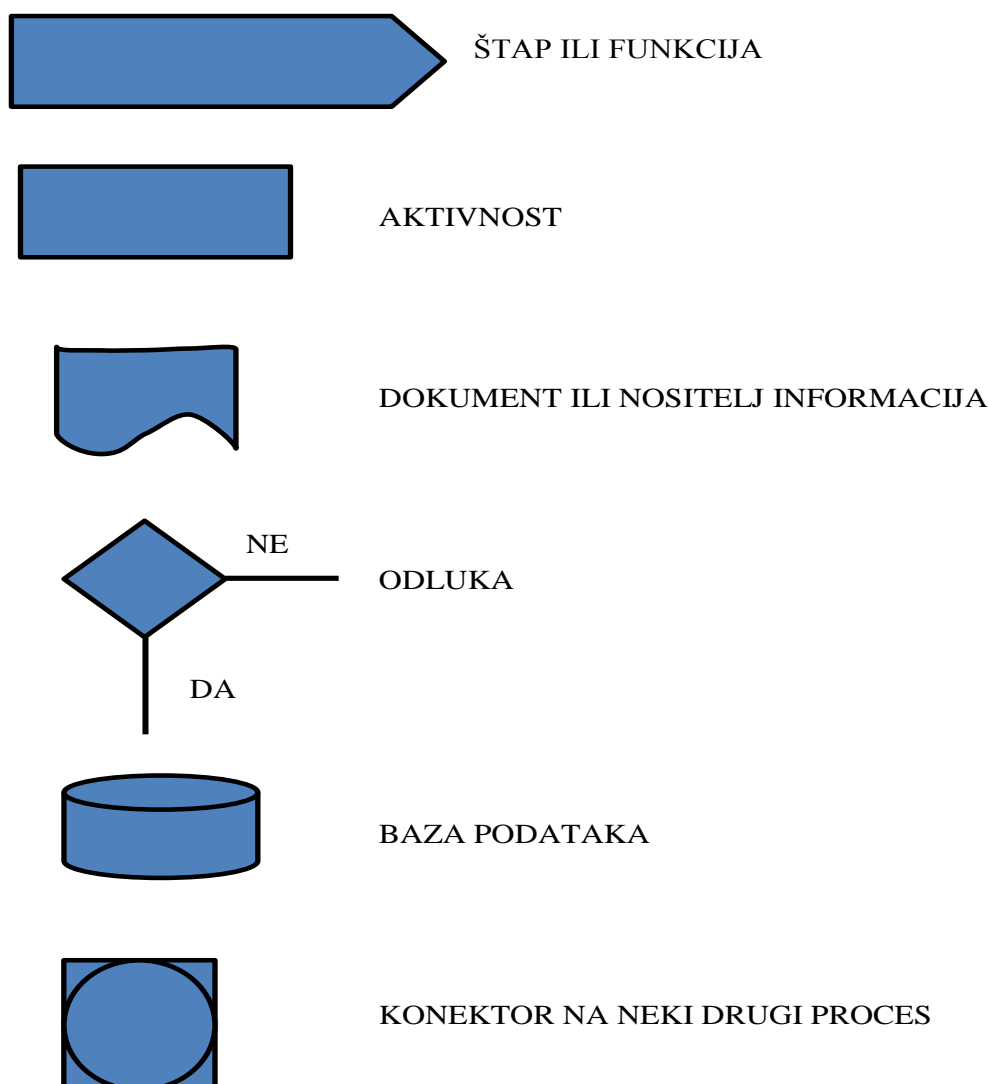 ŠTAP ILI FUNKCIJA
AKTIVNOST
DOKUMENT ILI NOSITELJ INFORMACIJA
NE
ODLUKA
DA
BAZA PODATAKA
KONEKTOR NA NEKI DRUGI PROCES